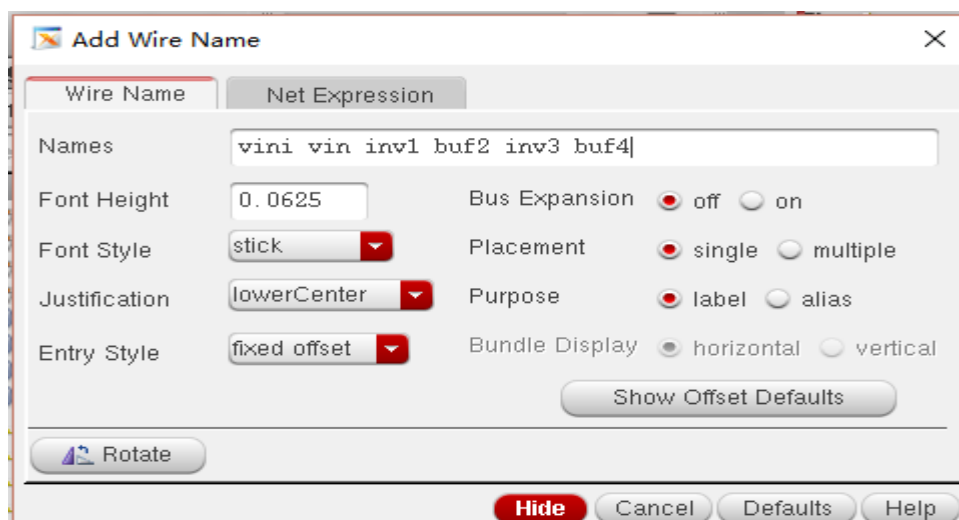 Add Wire Name
Wire Name Net Expression
Names vini vin inv1 buf2 inv3 buf4
Font Height 0.0625 Bus Expansion off on
Font Style stick Placement single multiple
Justification lowerCenter Purpose label alias
Entry Style fixed offset Bundle Display horizontal vertical
Show Offset Defaults
Rotate
Hide Cancel Defaults Help